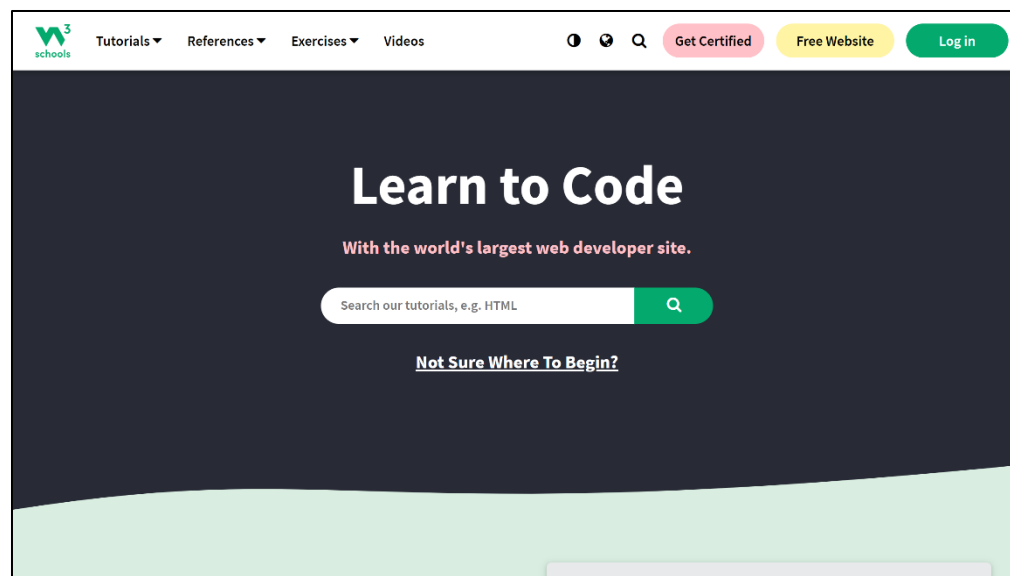 W3 schools
Tutorials References Exercises Videos Get Certified Free Website Log in
Learn to Code
With the world's largest web developer site.
Search our tutorials, e.g. HTML
Not Sure Where To Begin?